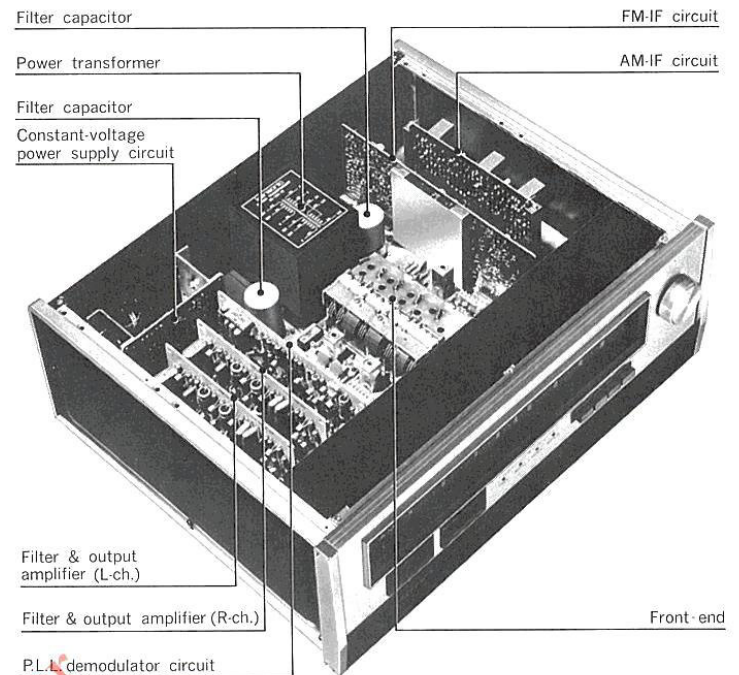 Filter capacitor
FM-IF circuit
Power transformer
AM-IF circuit
Filter capacitor
Constant-voltage
power supply circuit
Filter & output
amplifier (L-ch.)
Filter & output amplifier (R-ch.)
Front-end
P.L.L. demodulator circuit